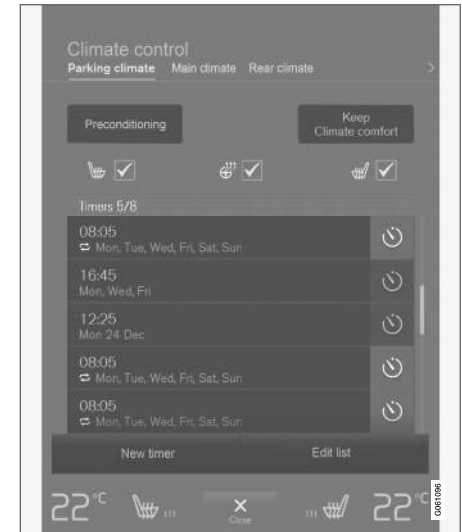 Climate control
Parking climate Main climate Rear climate
Preconditioning
Keep
Climate comfort
Timers 5/8
08:05
Mon, Tue, Wed, Fri, Sat, Sun
16:45
Mon, Wed, Fri
12:25
Mon 24 Dec
08:05
Mon, Tue, Wed, Fri, Sat, Sun
08:05
Mon, Tue, Wed, Fri, Sat, Sun
New timer Edit list
22°C 22°C
Close
G061096